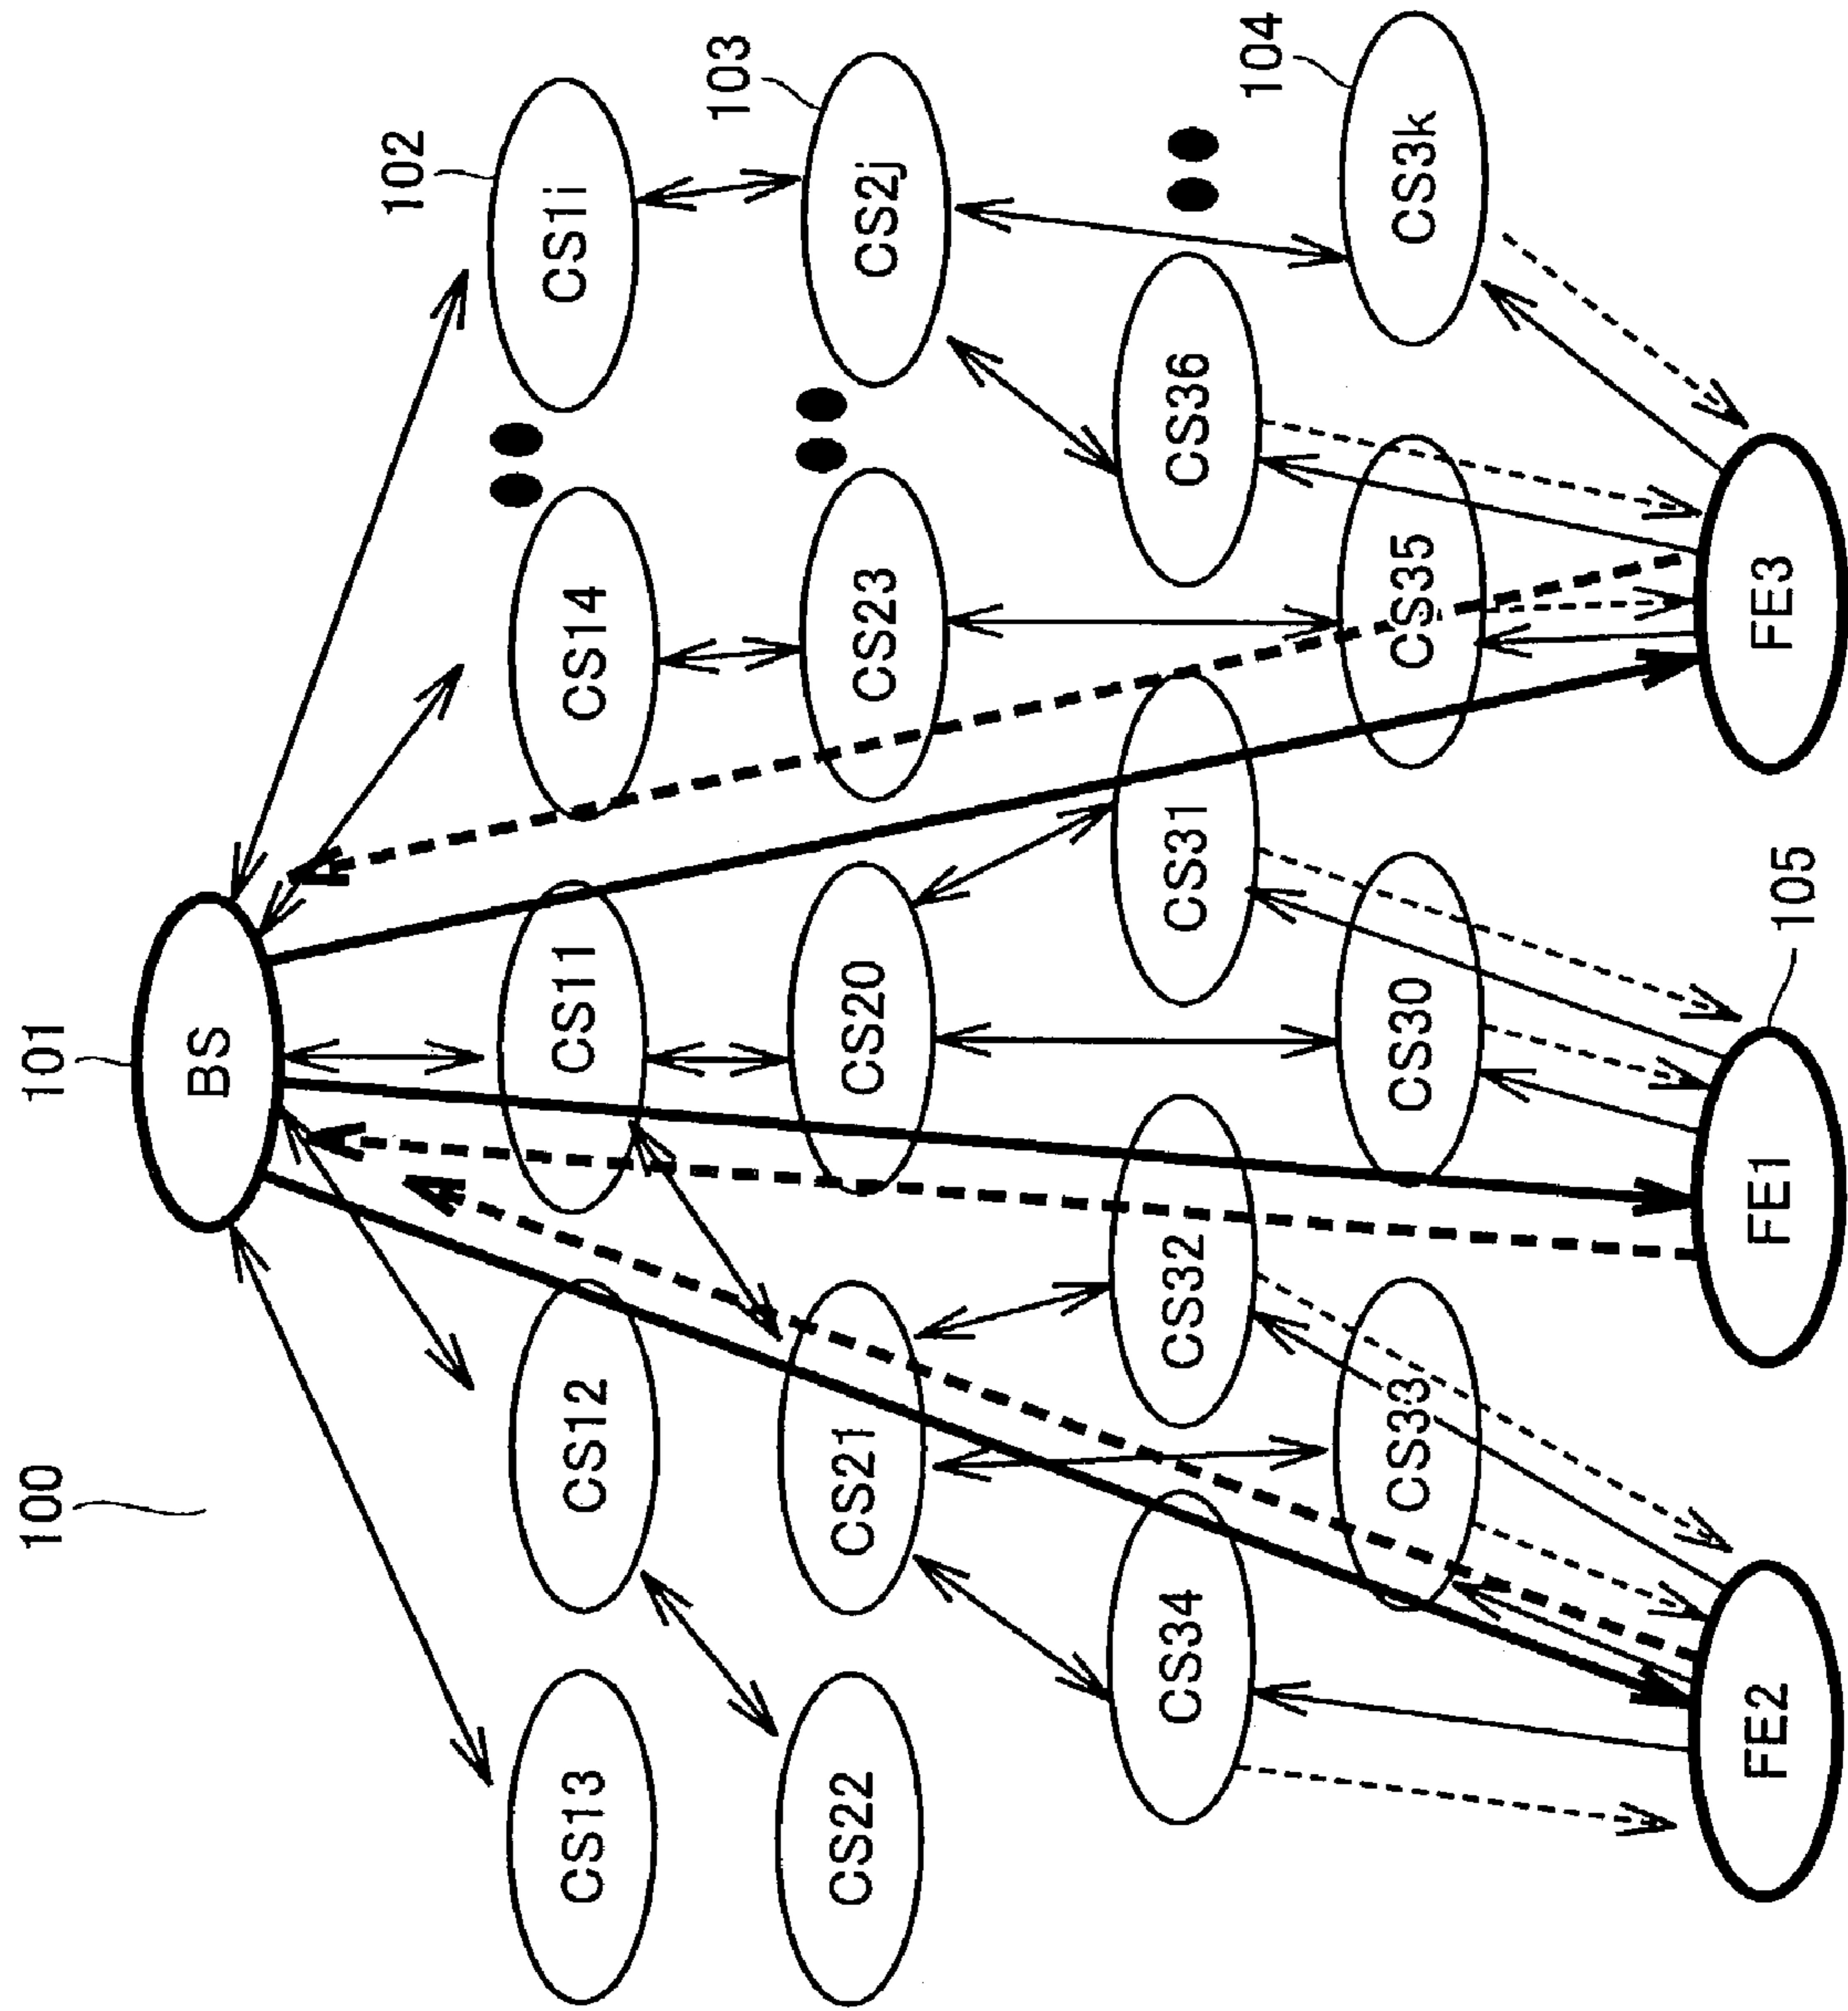 100
101
BS
CS13
CS12
CS11
CS14
CS1i
102
CS22
CS21
CS20
CS23
CS2j
103
CS34
CS32
CS31
CS36
CS33
CS30
CS35
CS3k
104
FE2
FE1
105
FE3